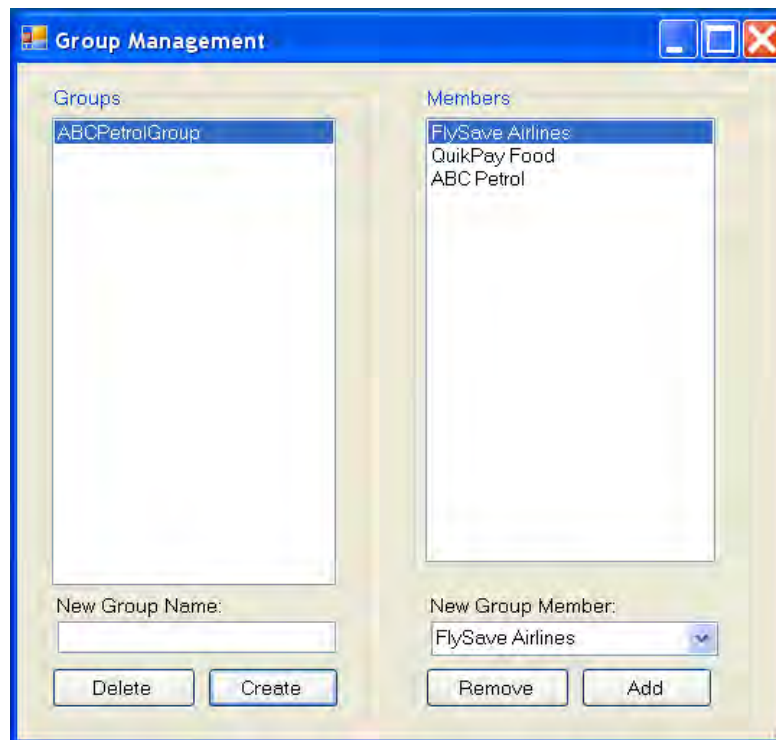 Group Management
Groups
ABCPetrolGroup
New Group Name:
Delete
Create
Members
FlySave Airlines
QuikPay Food
ABC Petrol
New Group Member:
FlySave Airlines
Remove
Add